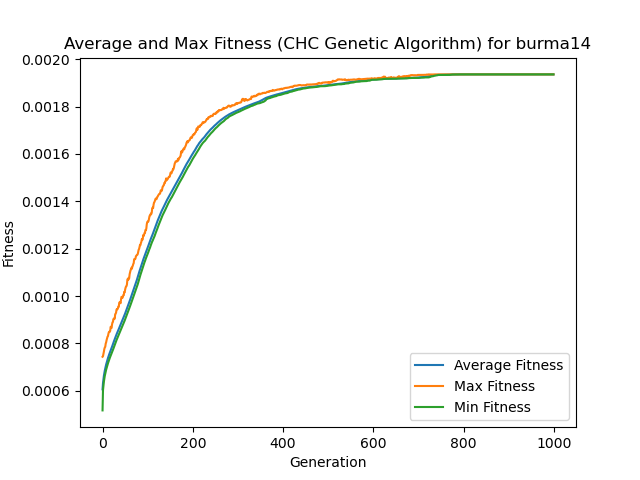 Average and Max Fitness (CHC Genetic Algorithm) for burma14
0.0020
0.0018
0.0016
0.0014
0.0012
0.0010
0.0008
0.0006
Fitness
Average Fitness
Max Fitness
Min Fitness
0 200 400 600 800 1000
Generation